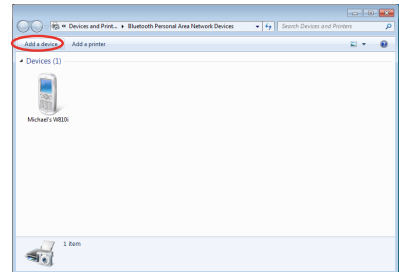 Devices and Print... Bluetooth Personal Area Network Devices Search Devices and Printers
Add a device Add a printer
Devices (1)
Michael's W810i
1 item